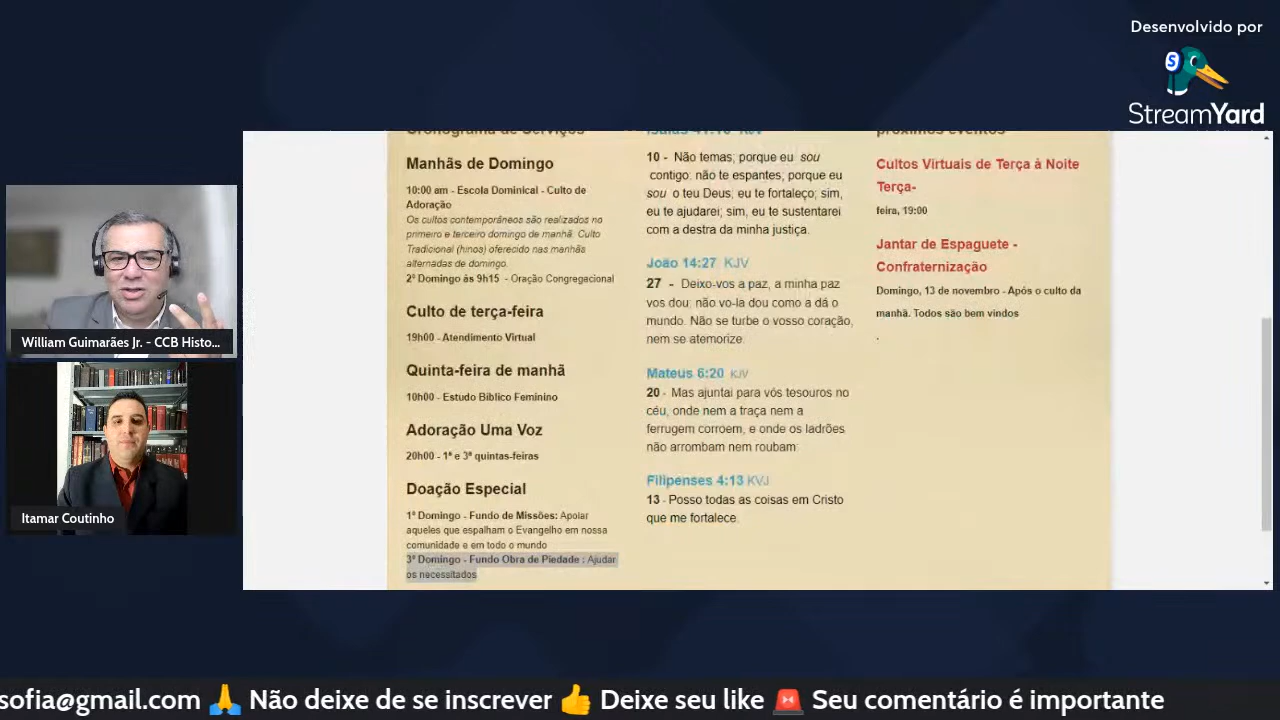 Desenvolvido por
StreamYard
Cronograma de Serviços
Manhãs de Domingo
10:00 am - Escola Dominical - Culto de
Adoração
Os cultos contemporâneos são realizados no
primeiro e terceiro domingo de manhã. Culto
Tradicional (hinos) oferecido nas manhãs
alternadas de domingo.
2º Domingo às 9h15 - Oração Congregacional
Culto de terça-feira
19h00 - Atendimento Virtual
Quinta-feira de manhã
10h00 - Estudo Bíblico Feminino
Adoração Uma Voz
20h00 - 1ª e 3ª quintas-feiras
Doação Especial
1º Domingo - Fundo de Missões: Apoiar
aqueles que espalham o Evangelho em nossa
comunidade e em todo o mundo
3º Domingo - Fundo Obra de Piedade : Ajudar
os necessitados
Isaías 41:10 KJV
10 - Não temas; porque eu sou
contigo: não te espantes; porque eu
sou o teu Deus; eu te fortaleço; sim,
eu te ajudarei; sim, eu te sustentarei
com a destra da minha justiça.
João 14:27 KJV
27 - Deixo-vos a paz, a minha paz
vos dou; não vo-la dou como a dá o
mundo. Não se turbe o vosso coração,
nem se atemorize.
Mateus 6:20 KJV
20 - Mas ajuntai para vós tesouros no
céu, onde nem a traça nem a
ferrugem corroem, e onde os ladrões
não arrombam nem roubam:
Filipenses 4:13 KVJ
13 - Posso todas as coisas em Cristo
que me fortalece.
próximos eventos
Cultos Virtuais de Terça à Noite
Terça-
feira, 19:00
Jantar de Espaguete -
Confraternização
Domingo, 13 de novembro - Após o culto da
manhã. Todos são bem vindos
.
William Guimarães Jr. - CCB Histo...
Itamar Coutinho
sofia@gmail.com 🙏 Não deixe de se inscrever 👍 Deixe seu like 🚨 Seu comentário é importante